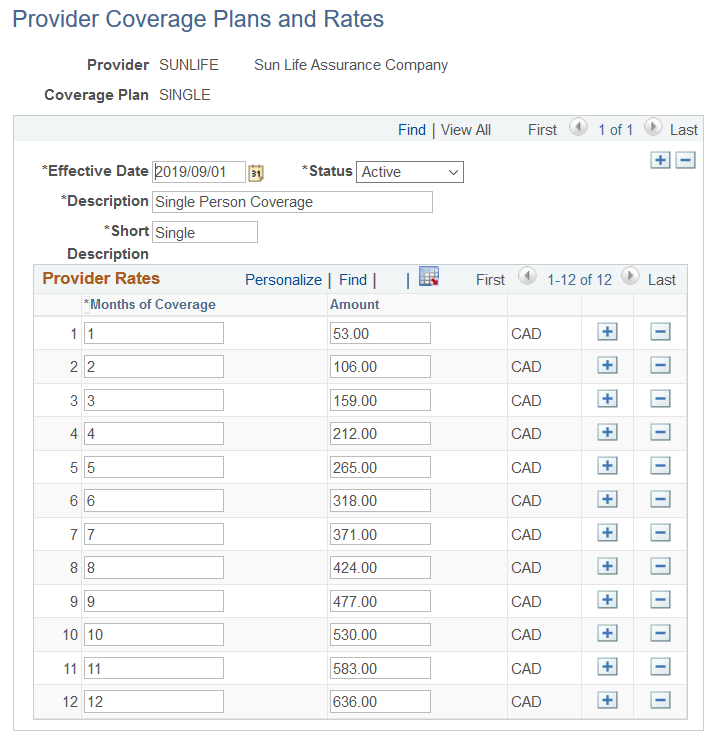 Provider Coverage Plans and Rates
Provider SUNLIFE Sun Life Assurance Company
Coverage Plan SINGLE
Find | View All First 1 of 1 Last
*Effective Date 2019/09/01 31 *Status Active
*Description Single Person Coverage
*Short Description Single
Provider Rates Personalize | Find | | First 1-12 of 12 Last
*Months of Coverage Amount
1 1 53.00 CAD
2 2 106.00 CAD
3 3 159.00 CAD
4 4 212.00 CAD
5 5 265.00 CAD
6 6 318.00 CAD
7 7 371.00 CAD
8 8 424.00 CAD
9 9 477.00 CAD
10 10 530.00 CAD
11 11 583.00 CAD
12 12 636.00 CAD